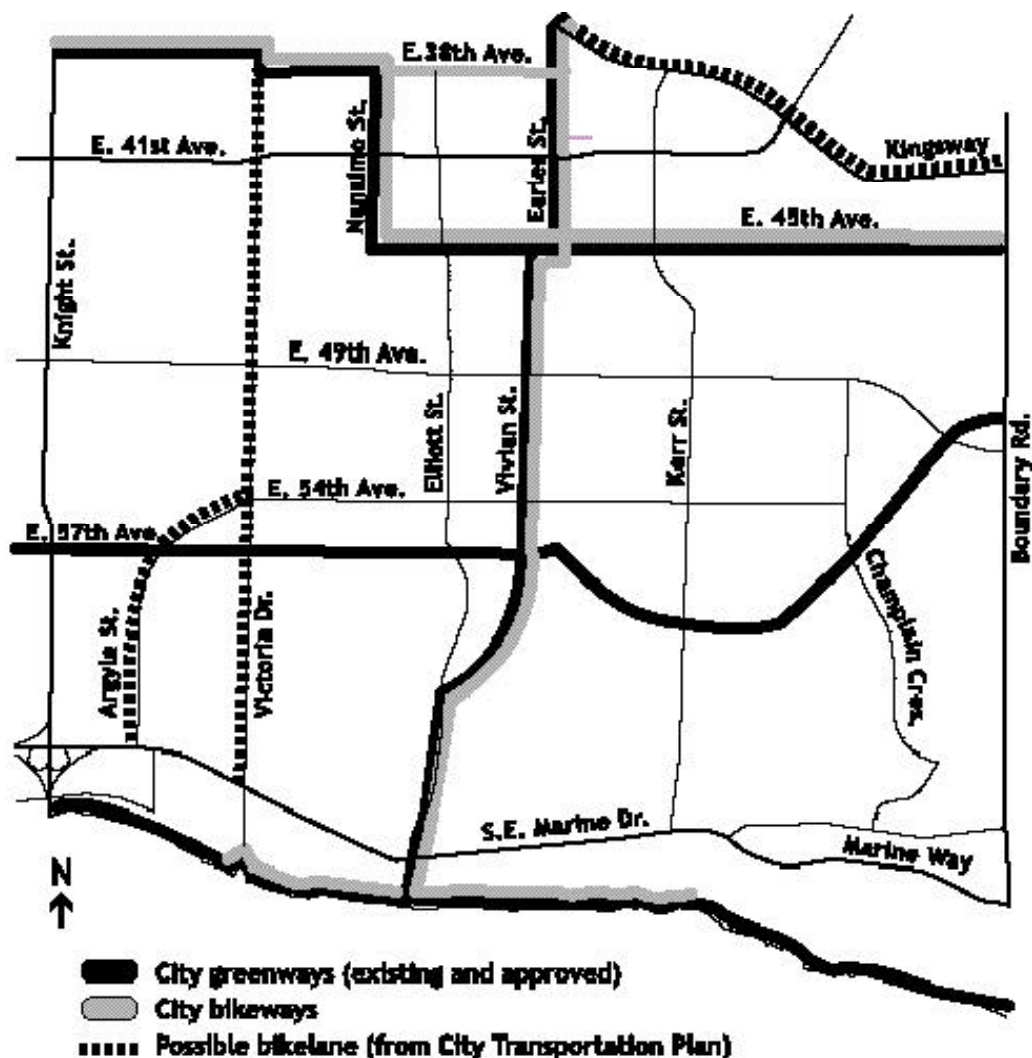 E. 38th Ave.
E. 41st Ave.
Nanaimo St.
Earles St.
Kingsway
E. 45th Ave.
Knight St.
E. 49th Ave.
Elliott St.
Vivian St.
Kerr St.
Boundary Rd.
E. 54th Ave.
E. 57th Ave.
Argyle St.
Victoria Dr.
Champlain Cres.
S.E. Marine Dr.
Marine Way
N
City greenways (existing and approved)
City bikeways
Possible bikelane (from City Transportation Plan)